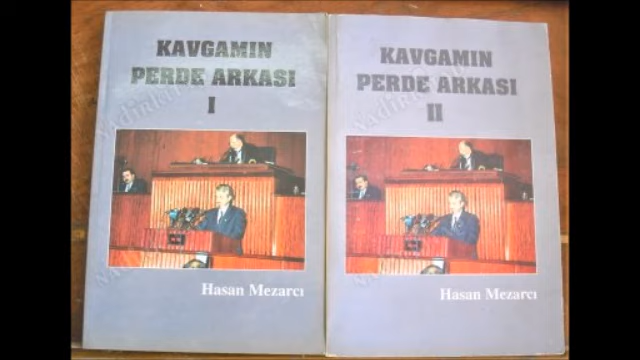 KAVGAMIN
PERDE ARKASI
I
Hasan Mezarcı
KAVGAMIN
PERDE ARKASI
II
Hasan Mezarcı